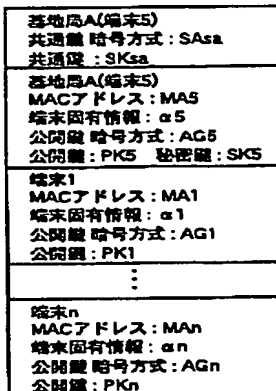 基地局A(端末5)
共通鍵 暗号方式：SAsa
共通鍵：SKsa
基地局A(端末5)
MACアドレス：MA5
端末固有情報：α5
公開鍵 暗号方式：AG5
公開鍵：PK5 秘密鍵：SK5
端末1
MACアドレス：MA1
端末固有情報：α1
公開鍵 暗号方式：AG1
公開鍵：PK1
⋮
端末n
MACアドレス：MAn
端末固有情報：αn
公開鍵 暗号方式：AGn
公開鍵：PKn